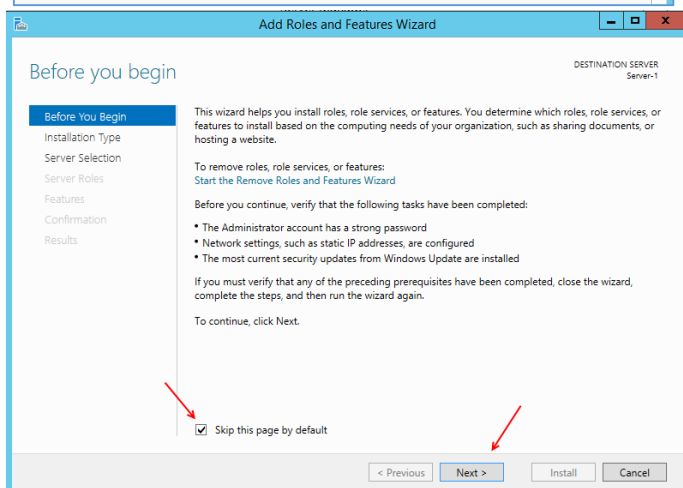 Add Roles and Features Wizard
Before you begin
DESTINATION SERVER
Server-1
Before You Begin
Installation Type
Server Selection
Server Roles
Features
Confirmation
Results
This wizard helps you install roles, role services, or features. You determine which roles, role services, or
features to install based on the computing needs of your organization, such as sharing documents, or
hosting a website.
To remove roles, role services, or features:
Start the Remove Roles and Features Wizard
Before you continue, verify that the following tasks have been completed:
• The Administrator account has a strong password
• Network settings, such as static IP addresses, are configured
• The most current security updates from Windows Update are installed
If you must verify that any of the preceding prerequisites have been completed, close the wizard,
complete the steps, and then run the wizard again.
To continue, click Next.
Skip this page by default
< Previous Next > Install Cancel